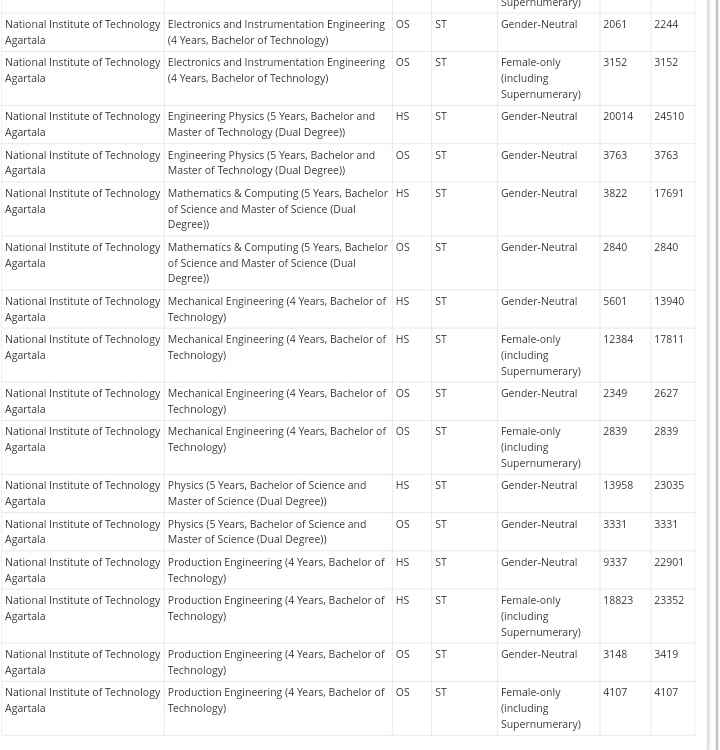 Supernumerary)
National Institute of Technology Agartala Electronics and Instrumentation Engineering (4 Years, Bachelor of Technology) OS ST Gender-Neutral 2061 2244
National Institute of Technology Agartala Electronics and Instrumentation Engineering (4 Years, Bachelor of Technology) OS ST Female-only (including Supernumerary) 3152 3152
National Institute of Technology Agartala Engineering Physics (5 Years, Bachelor and Master of Technology (Dual Degree)) HS ST Gender-Neutral 20014 24510
National Institute of Technology Agartala Engineering Physics (5 Years, Bachelor and Master of Technology (Dual Degree)) OS ST Gender-Neutral 3763 3763
National Institute of Technology Agartala Mathematics & Computing (5 Years, Bachelor of Science and Master of Science (Dual Degree)) HS ST Gender-Neutral 3822 17691
National Institute of Technology Agartala Mathematics & Computing (5 Years, Bachelor of Science and Master of Science (Dual Degree)) OS ST Gender-Neutral 2840 2840
National Institute of Technology Agartala Mechanical Engineering (4 Years, Bachelor of Technology) HS ST Gender-Neutral 5601 13940
National Institute of Technology Agartala Mechanical Engineering (4 Years, Bachelor of Technology) HS ST Female-only (including Supernumerary) 12384 17811
National Institute of Technology Agartala Mechanical Engineering (4 Years, Bachelor of Technology) OS ST Gender-Neutral 2349 2627
National Institute of Technology Agartala Mechanical Engineering (4 Years, Bachelor of Technology) OS ST Female-only (including Supernumerary) 2839 2839
National Institute of Technology Agartala Physics (5 Years, Bachelor of Science and Master of Science (Dual Degree)) HS ST Gender-Neutral 13958 23035
National Institute of Technology Agartala Physics (5 Years, Bachelor of Science and Master of Science (Dual Degree)) OS ST Gender-Neutral 3331 3331
National Institute of Technology Agartala Production Engineering (4 Years, Bachelor of Technology) HS ST Gender-Neutral 9337 22901
National Institute of Technology Agartala Production Engineering (4 Years, Bachelor of Technology) HS ST Female-only (including Supernumerary) 18823 23352
National Institute of Technology Agartala Production Engineering (4 Years, Bachelor of Technology) OS ST Gender-Neutral 3148 3419
National Institute of Technology Agartala Production Engineering (4 Years, Bachelor of Technology) OS ST Female-only (including Supernumerary) 4107 4107